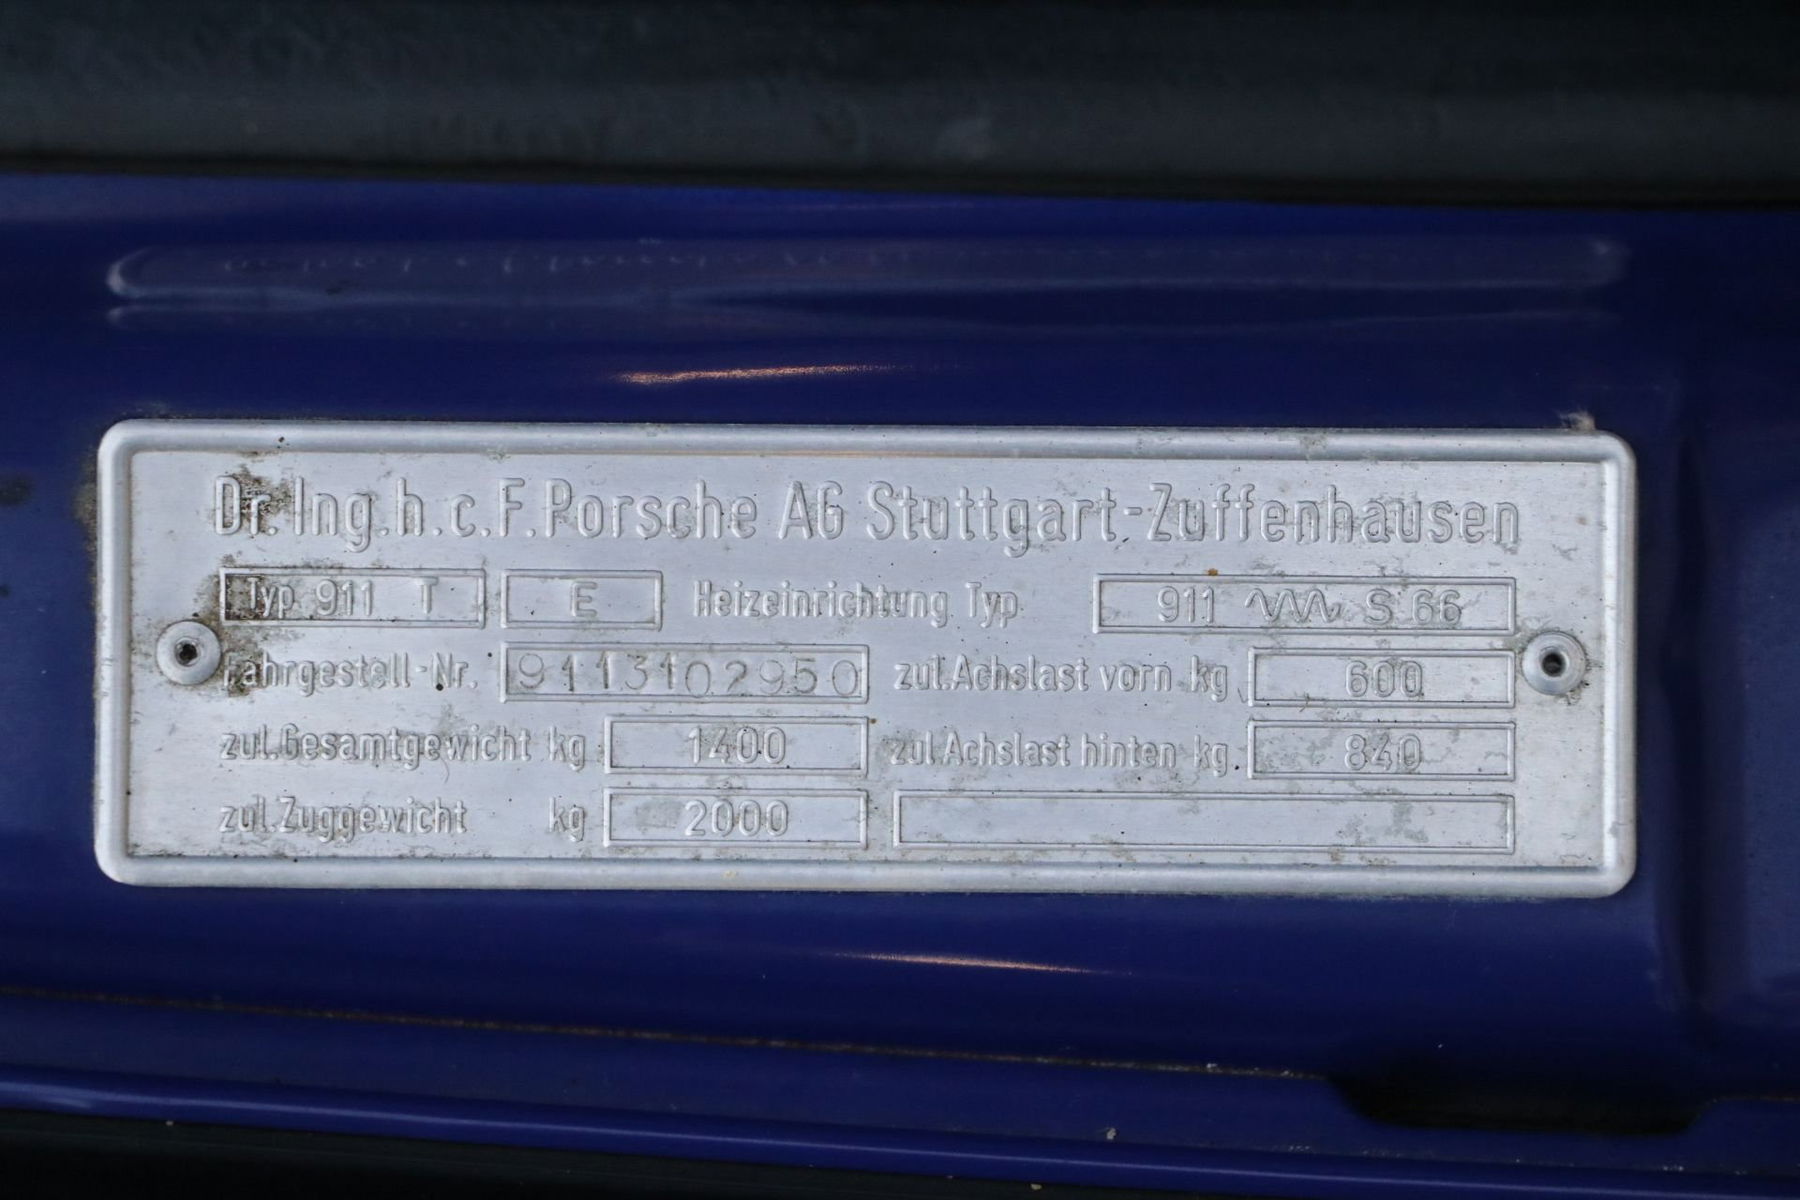 Dr. Ing. h. c. F. Porsche AG Stuttgart-Zuffenhausen
Typ 911 T E Heizeinrichtung Typ 911 S 66
Fahrgestell-Nr. 9113102950 zul. Achslast vorn kg 600
zul. Gesamtgewicht kg 1400 zul. Achslast hinten kg 840
zul. Zuggewicht kg 2000